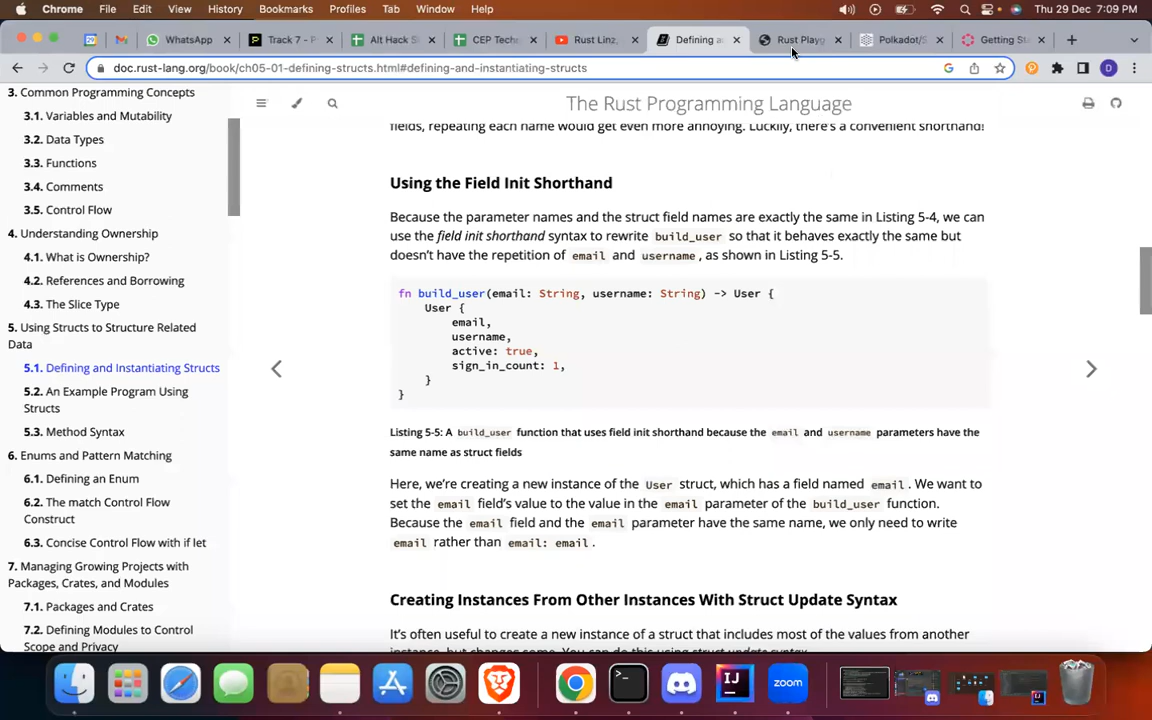 Chrome File Edit View History Bookmarks Profiles Tab Window Help Thu 29 Dec 7:09 PM
WhatsApp Track 7 - P Alt Hack S CEP Tech YouTube Rust Linz, Defining a Rust Playg Polkadot/S Getting St
doc.rust-lang.org/book/ch05-01-defining-structs.html#defining-and-instantiating-structs
3. Common Programming Concepts
3.1. Variables and Mutability
3.2. Data Types
3.3. Functions
3.4. Comments
3.5. Control Flow
4. Understanding Ownership
4.1. What is Ownership?
4.2. References and Borrowing
4.3. The Slice Type
5. Using Structs to Structure Related
Data
5.1. Defining and Instantiating Structs
5.2. An Example Program Using
Structs
5.3. Method Syntax
6. Enums and Pattern Matching
6.1. Defining an Enum
6.2. The match Control Flow
Construct
6.3. Concise Control Flow with if let
7. Managing Growing Projects with
Packages, Crates, and Modules
7.1. Packages and Crates
7.2. Defining Modules to Control
Scope and Privacy
The Rust Programming Language
fields, repeating each name would get even more annoying. Luckily, there's a convenient shorthand!
Using the Field Init Shorthand
Because the parameter names and the struct field names are exactly the same in Listing 5-4, we can
use the field init shorthand syntax to rewrite build_user so that it behaves exactly the same but
doesn't have the repetition of email and username, as shown in Listing 5-5.
fn build_user(email: String, username: String) -> User {
User {
email,
username,
active: true,
sign_in_count: 1,
}
}
Listing 5-5: A build_user function that uses field init shorthand because the email and username parameters have the
same name as struct fields
Here, we're creating a new instance of the User struct, which has a field named email. We want to
set the email field's value to the value in the email parameter of the build_user function.
Because the email field and the email parameter have the same name, we only need to write
email rather than email: email.
Creating Instances From Other Instances With Struct Update Syntax
It's often useful to create a new instance of a struct that includes most of the values from another
instance, but changes some. You can do this using struct update syntax.
zoom